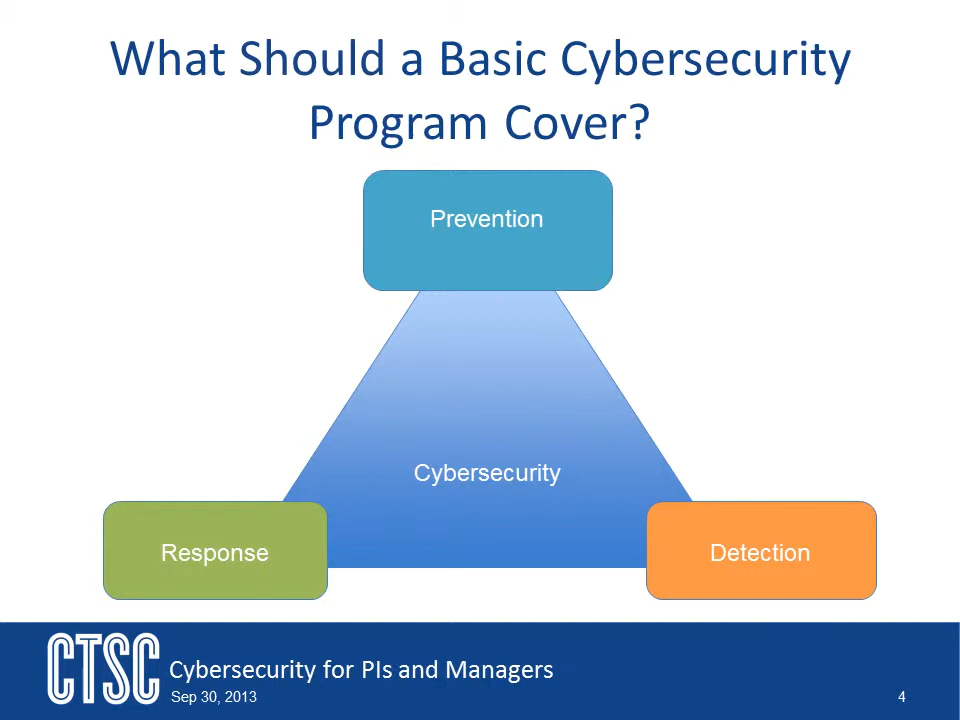 What Should a Basic Cybersecurity
Program Cover?
Prevention
Cybersecurity
Response
Detection
CTSC
Cybersecurity for PIs and Managers
Sep 30, 2013
4